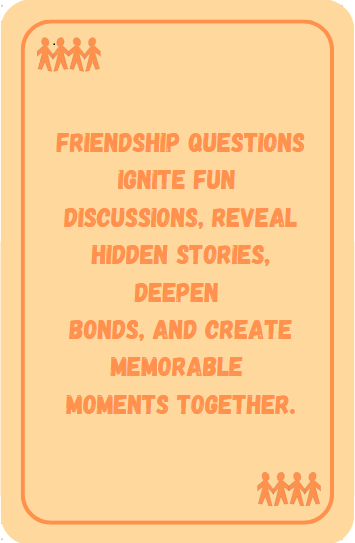 FRIENDSHIP QUESTIONS
IGNITE FUN
DISCUSSIONS, REVEAL
HIDDEN STORIES,
DEEPEN
BONDS, AND CREATE
MEMORABLE
MOMENTS TOGETHER.